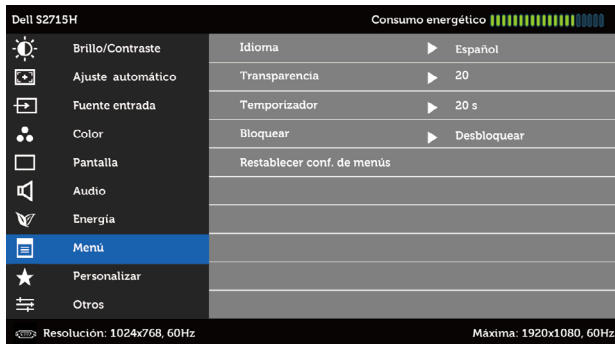 Dell S2715H Consumo energético
Brillo/Contraste Idioma Español
Ajuste automático Transparencia 20
Fuente entrada Temporizador 20 s
Color Bloquear Desbloquear
Pantalla Restablecer conf. de menús
Audio
Energía
Menú
Personalizar
Otros
Resolución: 1024x768, 60Hz Máxima: 1920x1080, 60Hz